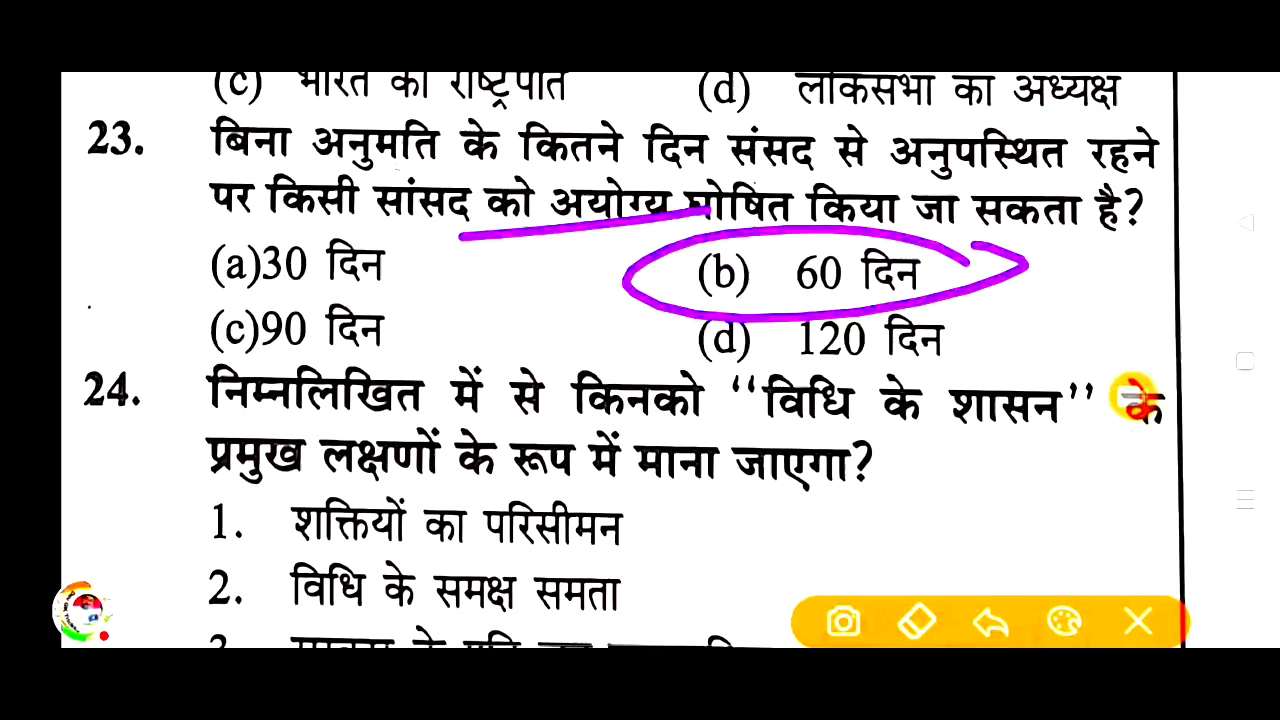 (c) भारत का राष्ट्रपति (d) लोकसभा का अध्यक्ष
23. बिना अनुमति के कितने दिन संसद से अनुपस्थित रहने
पर किसी सांसद को अयोग्य घोषित किया जा सकता है?
(a)30 दिन (b) 60 दिन
(c)90 दिन (d) 120 दिन
24. निम्नलिखित में से किनको ‘‘विधि के शासन’’ के
प्रमुख लक्षणों के रूप में माना जाएगा?
1. शक्तियों का परिसीमन
2. विधि के समक्ष समता
3.